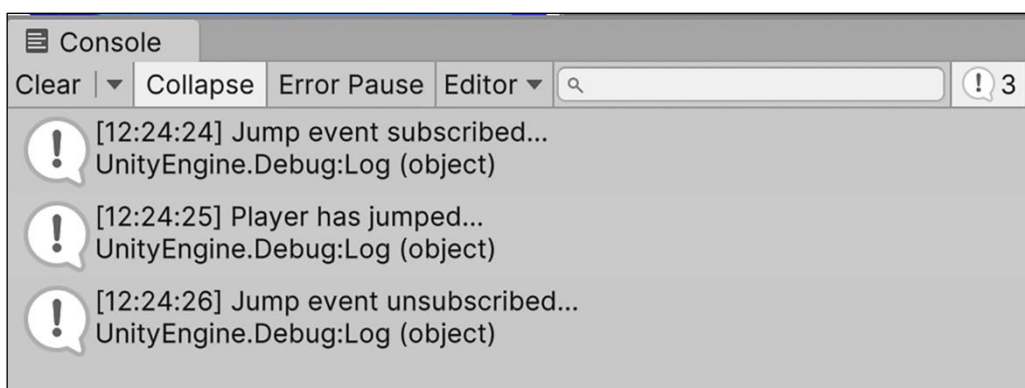 Console
Clear Collapse Error Pause Editor 3
[12:24:24] Jump event subscribed...
UnityEngine.Debug:Log (object)
[12:24:25] Player has jumped...
UnityEngine.Debug:Log (object)
[12:24:26] Jump event unsubscribed...
UnityEngine.Debug:Log (object)